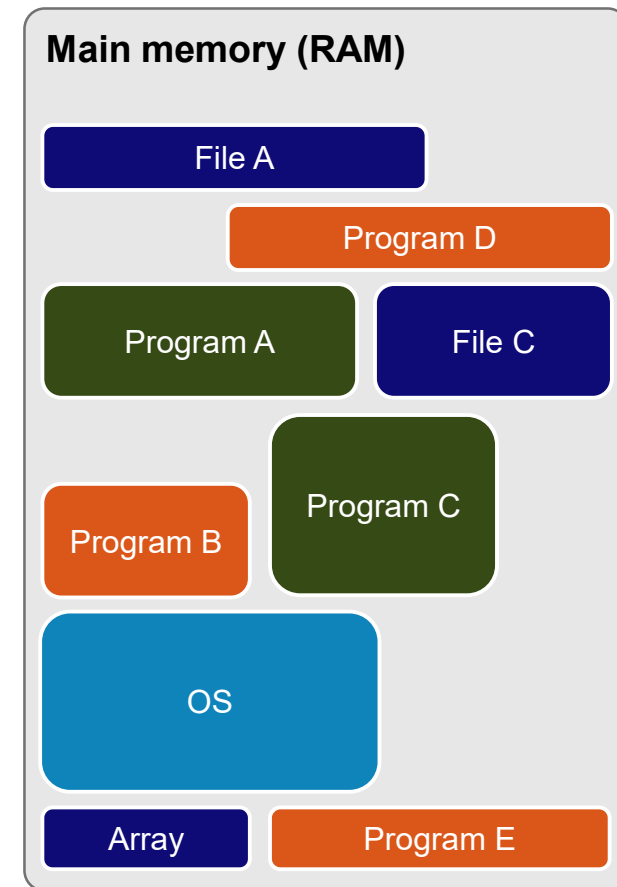 Main memory (RAM)
File A
Program D
Program A
File C
Program C
Program B
OS
Array
Program E